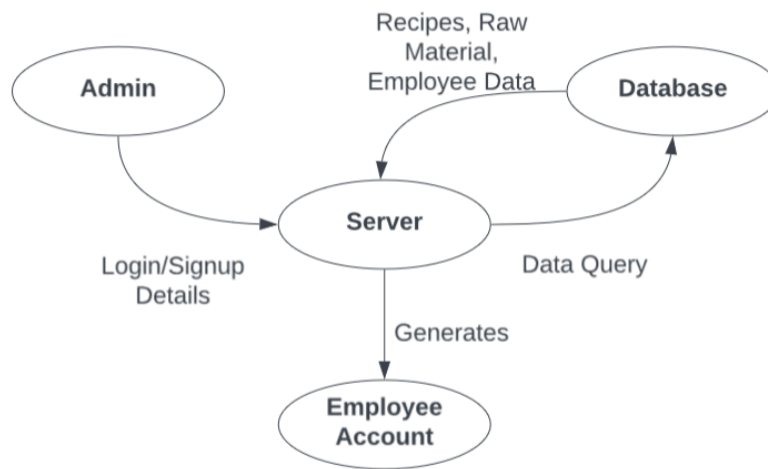 Recipes, Raw
Material,
Employee Data
Admin
Database
Server
Login/Signup
Details
Data Query
Generates
Employee
Account